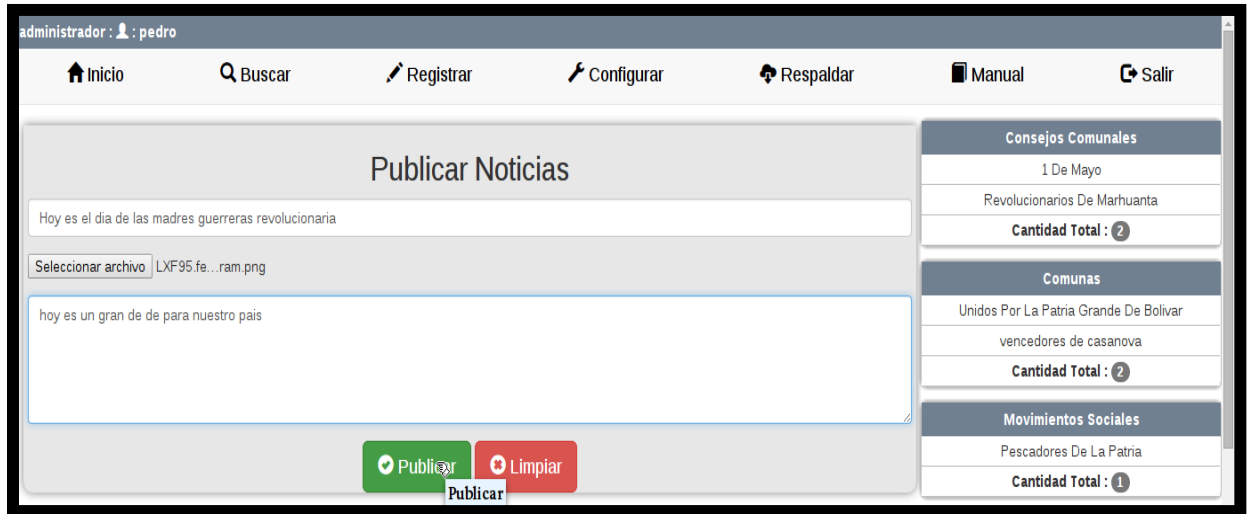 administrador : : pedro
Inicio Buscar Registrar Configurar Respaldar Manual Salir
Publicar Noticias
Hoy es el dia de las madres guerreras revolucionaria
Seleccionar archivo LXF95.fe...ram.png
hoy es un gran de de para nuestro pais
Publicar Limpiar
Publicar
Consejos Comunales
1 De Mayo
Revolucionarios De Marhuanta
Cantidad Total : 2
Comunas
Unidos Por La Patria Grande De Bolivar
vencedores de casanova
Cantidad Total : 2
Movimientos Sociales
Pescadores De La Patria
Cantidad Total : 1